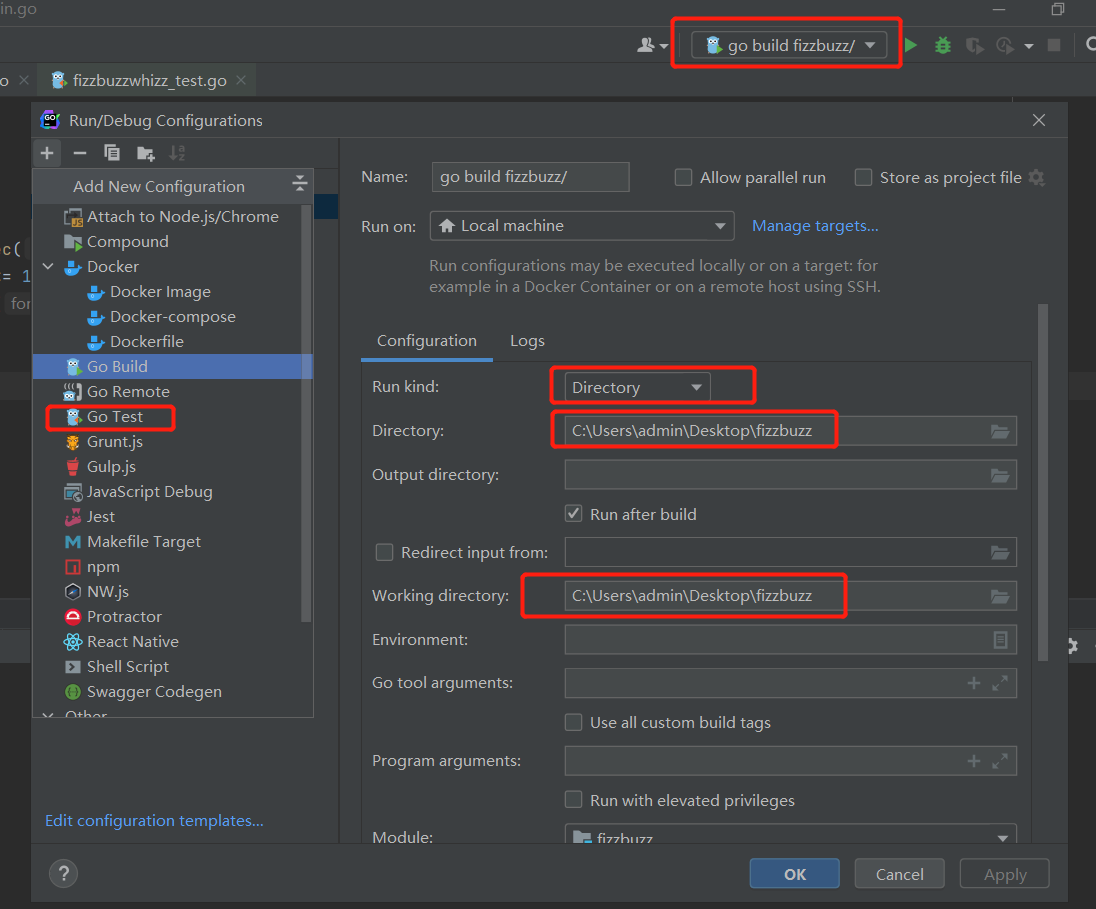 in.go
go build fizzbuzz/
o
fizzbuzzwhizz_test.go
Run/Debug Configurations
Add New Configuration
Attach to Node.js/Chrome
Compound
Docker
Docker Image
Docker-compose
Dockerfile
Go Build
Go Remote
Go Test
Grunt.js
Gulp.js
JavaScript Debug
Jest
Makefile Target
npm
NW.js
Protractor
React Native
Shell Script
Swagger Codegen
Other
Edit configuration templates...
ec(
= 1
for
Name:
go build fizzbuzz/
Allow parallel run
Store as project file
Run on:
Local machine
Manage targets...
Run configurations may be executed locally or on a target: for
example in a Docker Container or on a remote host using SSH.
Configuration
Logs
Run kind:
Directory
Directory:
C:\Users\admin\Desktop\fizzbuzz
Output directory:
Run after build
Redirect input from:
Working directory:
C:\Users\admin\Desktop\fizzbuzz
Environment:
Go tool arguments:
Use all custom build tags
Program arguments:
Run with elevated privileges
Module:
fizzbuzz
?
OK
Cancel
Apply